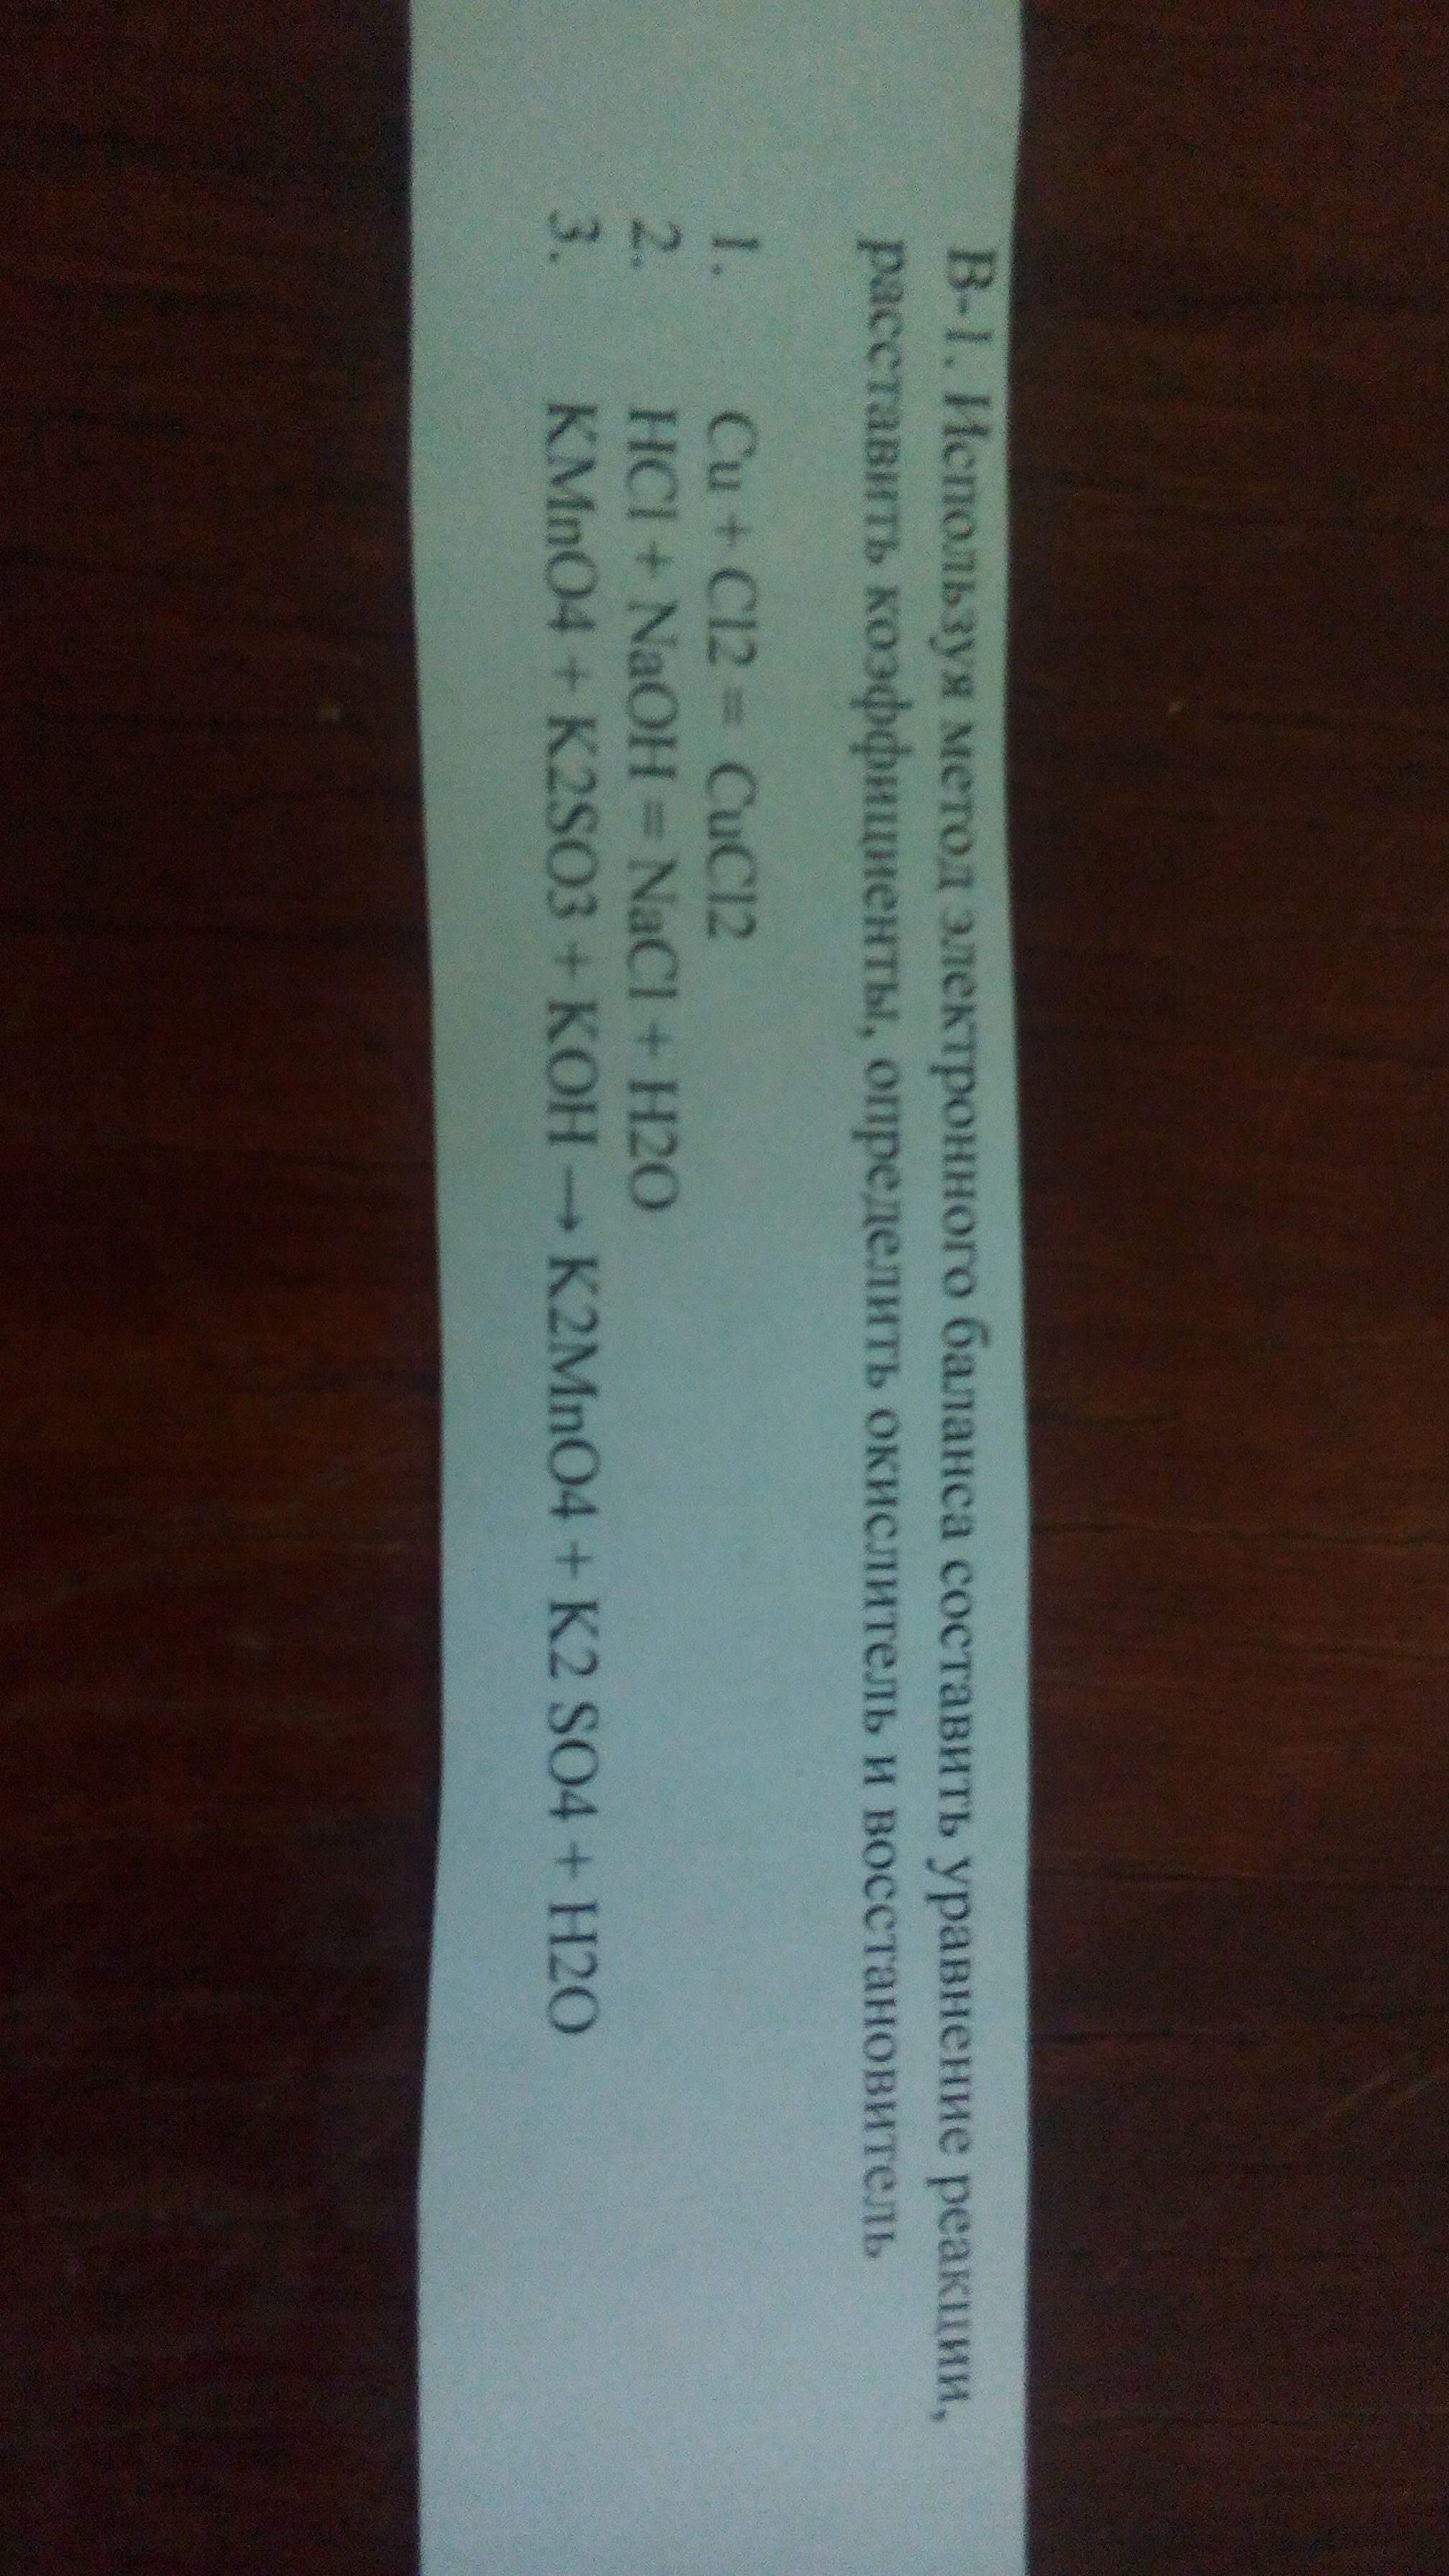 В-1. Используя метод электронного баланса составить уравнение реакции,
расставить коэффициенты, определить окислитель и восстановитель
1. Cu + Cl2 = CuCl2
2. HCl + NaOH = NaCl + H2O
3. KMnO4 + K2SO3 + KOH → K2MnO4 + K2 SO4 + H2O